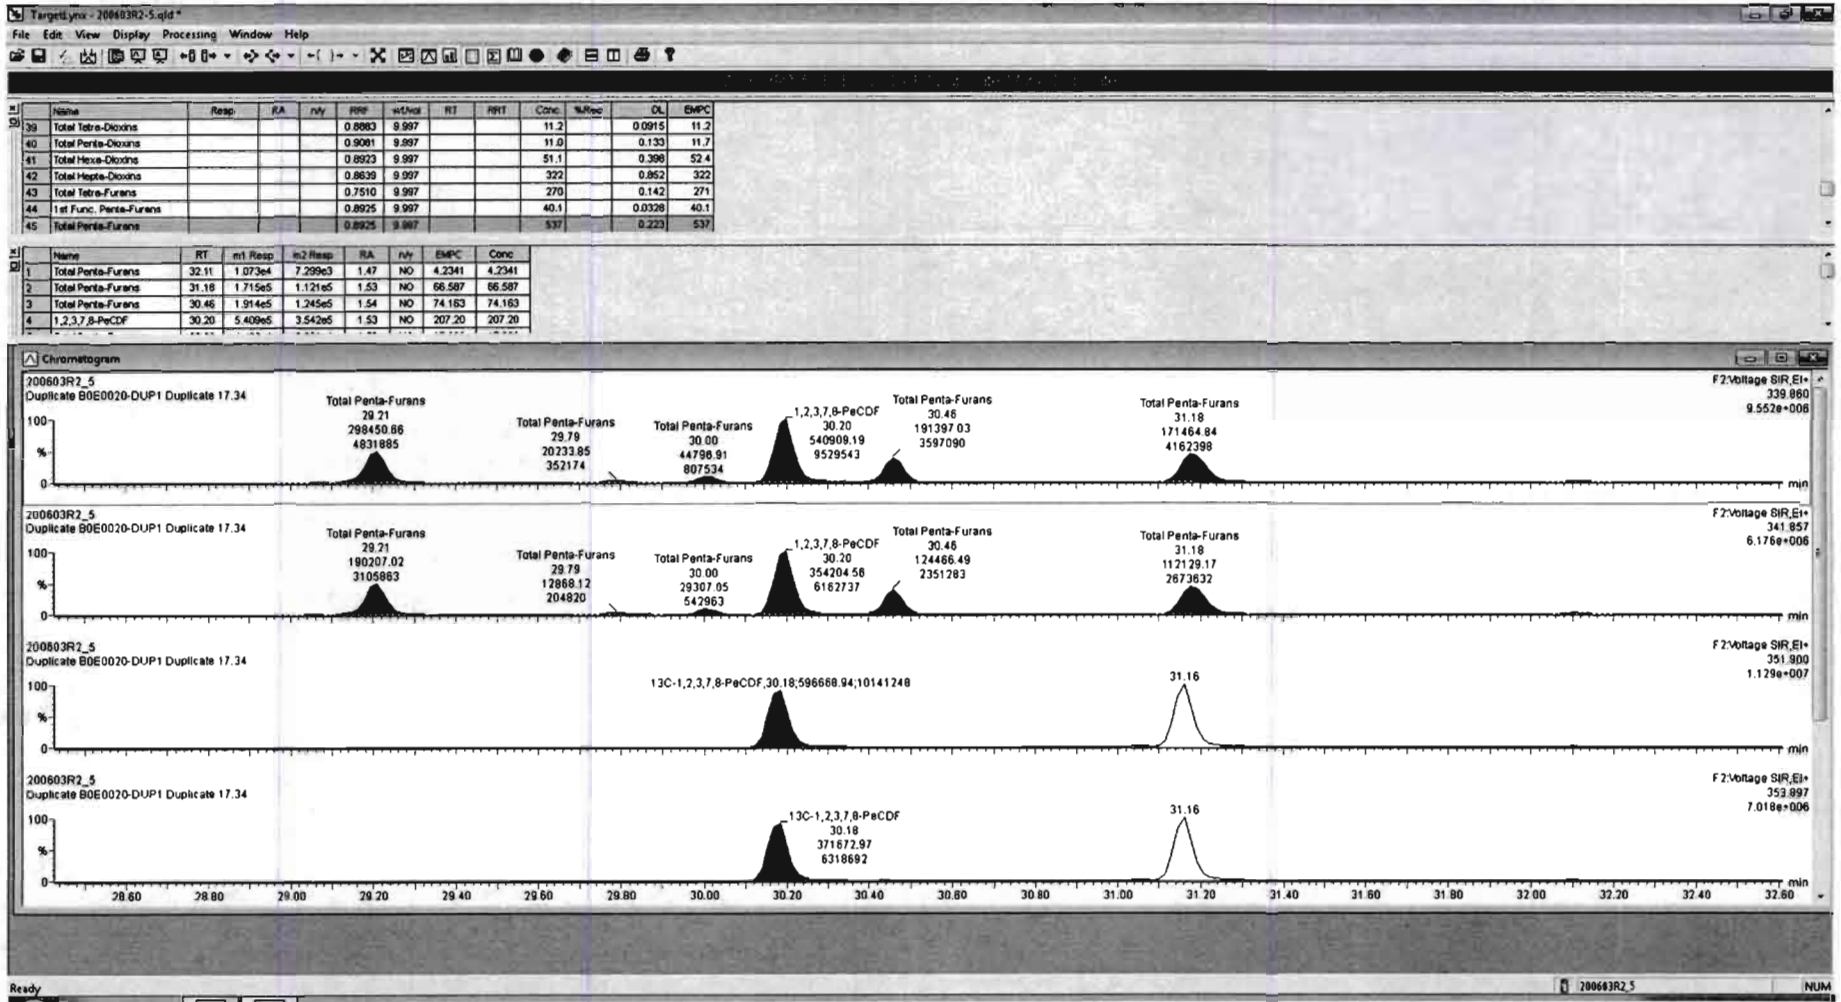 TargetLynx - 200603R2-5.qld *
File Edit View Display Processing Window Help
Name Resp RA n/y RRF wt/vol RT RRT Conc. %Rec DL EMPC
39 Total Tetra-Dioxins 0.8883 9.997 11.2 0.0915 11.2
40 Total Penta-Dioxins 0.9081 9.997 11.0 0.133 11.7
41 Total Hexa-Dioxins 0.8923 9.997 51.1 0.398 52.4
42 Total Hepta-Dioxins 0.8639 9.997 322 0.852 322
43 Total Tetra-Furans 0.7510 9.997 270 0.142 271
44 1st Func. Penta-Furans 0.8925 9.997 40.1 0.0328 40.1
45 Total Penta-Furans 0.8925 9.997 537 0.223 537
Name RT m1 Resp m2 Resp RA n/y EMPC Conc
1 Total Penta-Furans 32.11 1.073e4 7.299e3 1.47 NO 4.2341 4.2341
2 Total Penta-Furans 31.18 1.715e5 1.121e5 1.53 NO 66.587 66.587
3 Total Penta-Furans 30.46 1.914e5 1.245e5 1.54 NO 74.163 74.163
4 1,2,3,7,8-PeCDF 30.20 5.409e5 3.542e5 1.53 NO 207.20 207.20
Chromatogram
200603R2_5
Duplicate B0E0020-DUP1 Duplicate 17.34
F2:Voltage SIR,EI+
339.860
9.552e+006
100
%
0
Total Penta-Furans
29.21
298450.66
4831885
Total Penta-Furans
29.79
20233.85
352174
Total Penta-Furans
30.00
44796.91
807534
1,2,3,7,8-PeCDF
30.20
540909.19
9529543
Total Penta-Furans
30.46
191397.03
3597090
Total Penta-Furans
31.18
171464.84
4162398
min
200603R2_5
Duplicate B0E0020-DUP1 Duplicate 17.34
F2:Voltage SIR,EI+
341.857
6.176e+006
100
%
0
Total Penta-Furans
29.21
190207.02
3105863
Total Penta-Furans
29.79
12868.12
204820
Total Penta-Furans
30.00
29307.05
542963
1,2,3,7,8-PeCDF
30.20
354204.56
6162737
Total Penta-Furans
30.46
124466.49
2351283
Total Penta-Furans
31.18
112129.17
2673632
min
200603R2_5
Duplicate B0E0020-DUP1 Duplicate 17.34
F2:Voltage SIR,EI+
351.900
1.129e+007
100
%
0
13C-1,2,3,7,8-PeCDF,30.18;596668.94;10141248
31.16
min
200603R2_5
Duplicate B0E0020-DUP1 Duplicate 17.34
F2:Voltage SIR,EI+
353.897
7.018e+006
100
%
0
13C-1,2,3,7,8-PeCDF
30.18
371672.97
6318692
31.16
min
28.60 28.80 29.00 29.20 29.40 29.60 29.80 30.00 30.20 30.40 30.60 30.80 31.00 31.20 31.40 31.60 31.80 32.00 32.20 32.40 32.60
Ready
200603R2_5
NUM